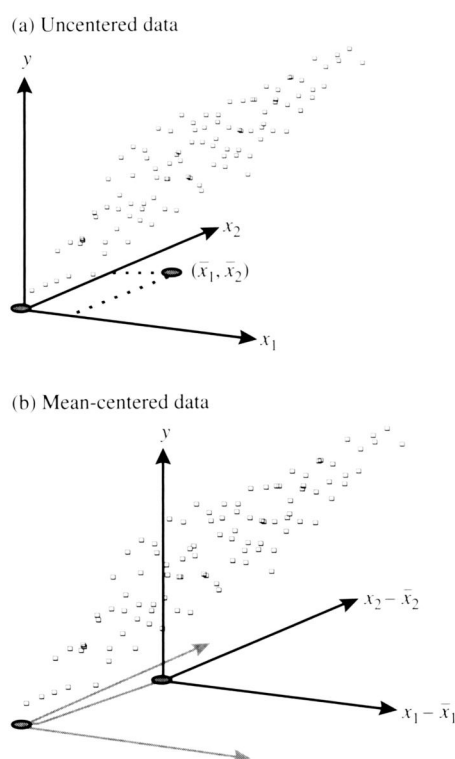 (a) Uncentered data
y
x₂
(x̄₁, x̄₂)
x₁
(b) Mean-centered data
y
x₂ – x̄₂
x₁ – x̄₁